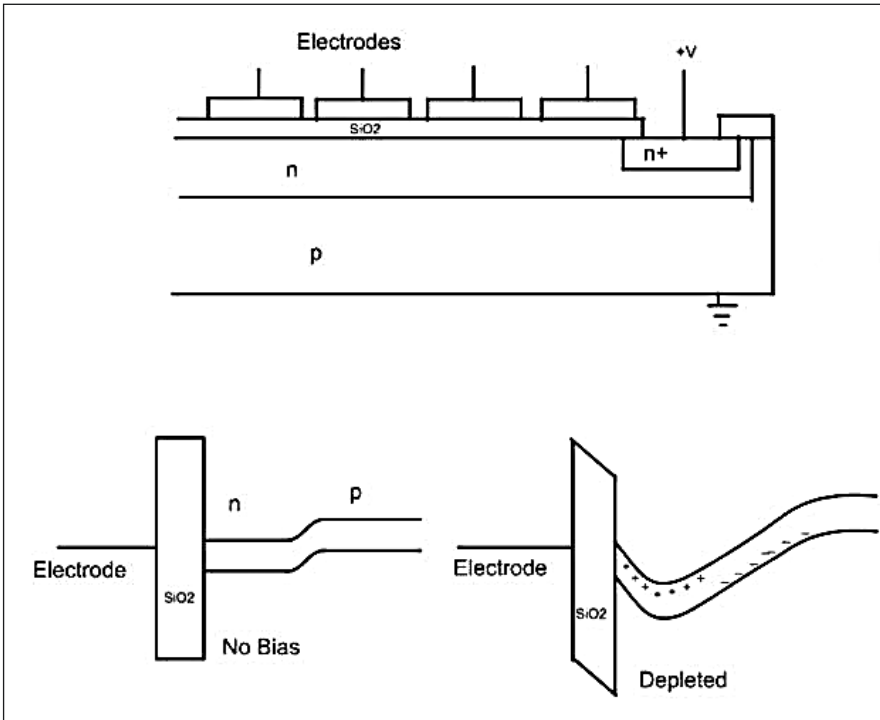 Electrodes
+V
SiO2
n+
n
p
n
p
Electrode
SiO2
No Bias
Electrode
SiO2
Depleted